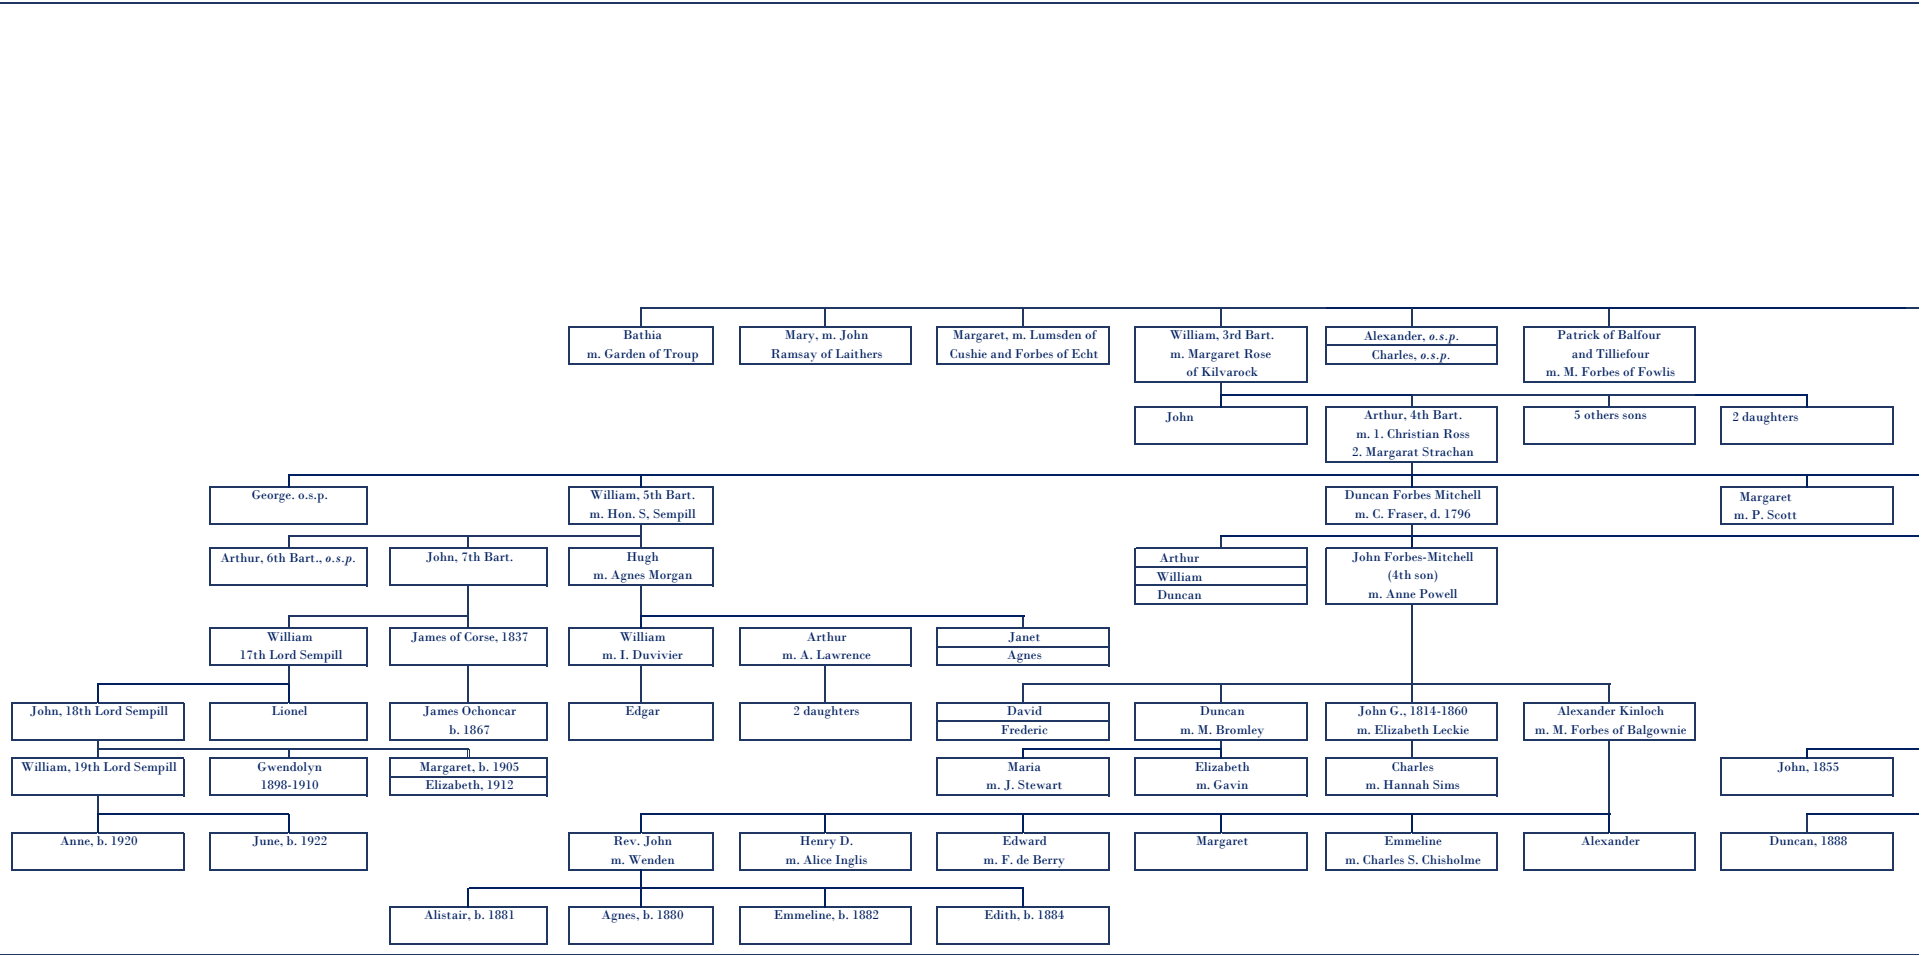 Bathia
m. Garden of Troup
Mary, m. John
Ramsay of Laithers
Margaret, m. Lumsden of
Cushie and Forbes of Echt
William, 3rd Bart.
m. Margaret Rose
of Kilvarock
Alexander, o.s.p.
Charles, o.s.p.
Patrick of Balfour
and Tilliefour
m. M. Forbes of Fowlis
John
Arthur, 4th Bart.
m. 1. Christian Ross
2. Margarat Strachan
5 others sons
2 daughters
George. o.s.p.
William, 5th Bart.
m. Hon. S, Sempill
Duncan Forbes Mitchell
m. C. Fraser, d. 1796
Margaret
m. P. Scott
Arthur, 6th Bart., o.s.p.
John, 7th Bart.
Hugh
m. Agnes Morgan
Arthur
William
Duncan
John Forbes-Mitchell
(4th son)
m. Anne Powell
William
17th Lord Sempill
James of Corse, 1837
William
m. I. Duvivier
Arthur
m. A. Lawrence
Janet
Agnes
John, 18th Lord Sempill
Lionel
James Ochoncar
b. 1867
Edgar
2 daughters
David
Frederic
Duncan
m. M. Bromley
John G., 1814-1860
m. Elizabeth Leckie
Alexander Kinloch
m. M. Forbes of Balgownie
William, 19th Lord Sempill
Gwendolyn
1898-1910
Margaret, b. 1905
Elizabeth, 1912
Maria
m. J. Stewart
Elizabeth
m. Gavin
Charles
m. Hannah Sims
John, 1855
Anne, b. 1920
June, b. 1922
Rev. John
m. Wenden
Henry D.
m. Alice Inglis
Edward
m. F. de Berry
Margaret
Emmeline
m. Charles S. Chisholme
Alexander
Duncan, 1888
Alistair, b. 1881
Agnes, b. 1880
Emmeline, b. 1882
Edith, b. 1884